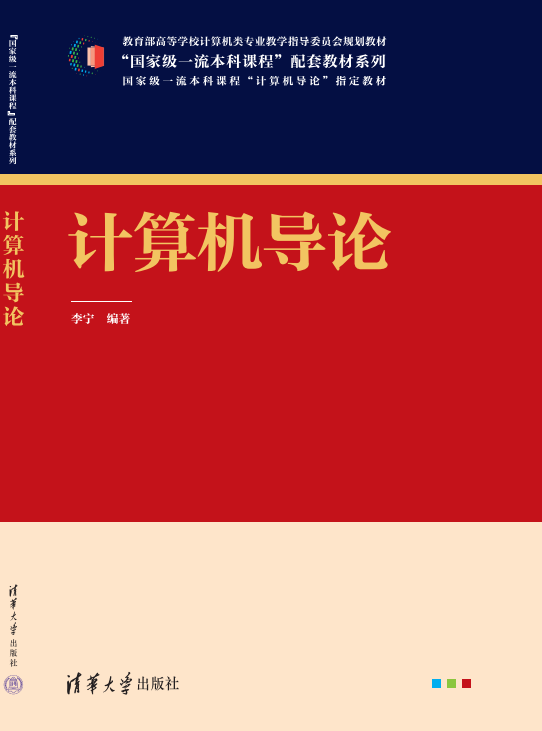 教育部高等学校计算机类专业教学指导委员会规划教材
“国家级一流本科课程”配套教材系列
国家级一流本科课程“计算机导论”指定教材
计算机导论
李宁 编著
清华大学出版社
『国家级一流本科课程』配套教材系列
计算机导论
清华大学出版社